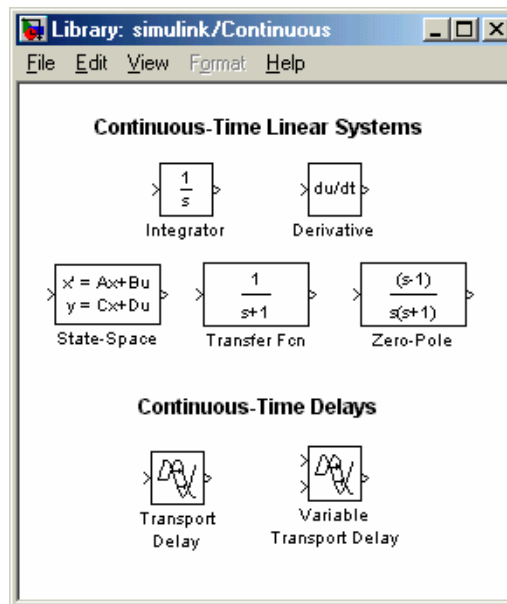 Library: simulink/Continuous
File Edit View Format Help
Continuous-Time Linear Systems
1
s
Integrator
du/dt
Derivative
x' = Ax+Bu
y = Cx+Du
State-Space
1
s+1
Transfer Fcn
(s-1)
s(s+1)
Zero-Pole
Continuous-Time Delays
Transport
Delay
Variable
Transport Delay